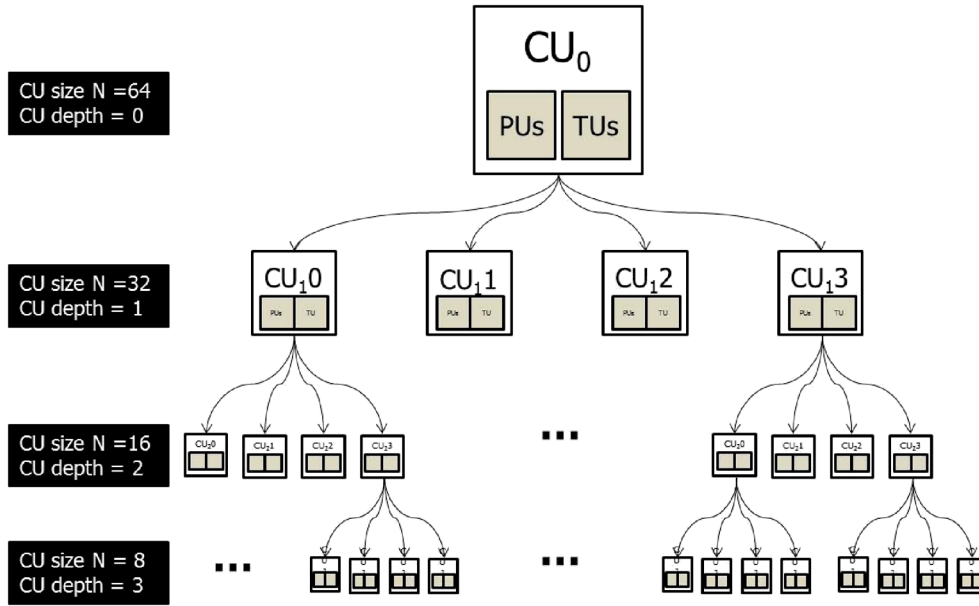 CU₀
PUs TUs
CU size N =64
CU depth = 0
CU₁0
PUs TU
CU₁1
PUs TU
CU₁2
PUs TU
CU₁3
PUs TU
CU size N =32
CU depth = 1
CU₂0
CU₂1
CU₂2
CU₂3
...
CU₂0
CU₂1
CU₂2
CU₂3
CU size N =16
CU depth = 2
CU size N = 8
CU depth = 3
...
...